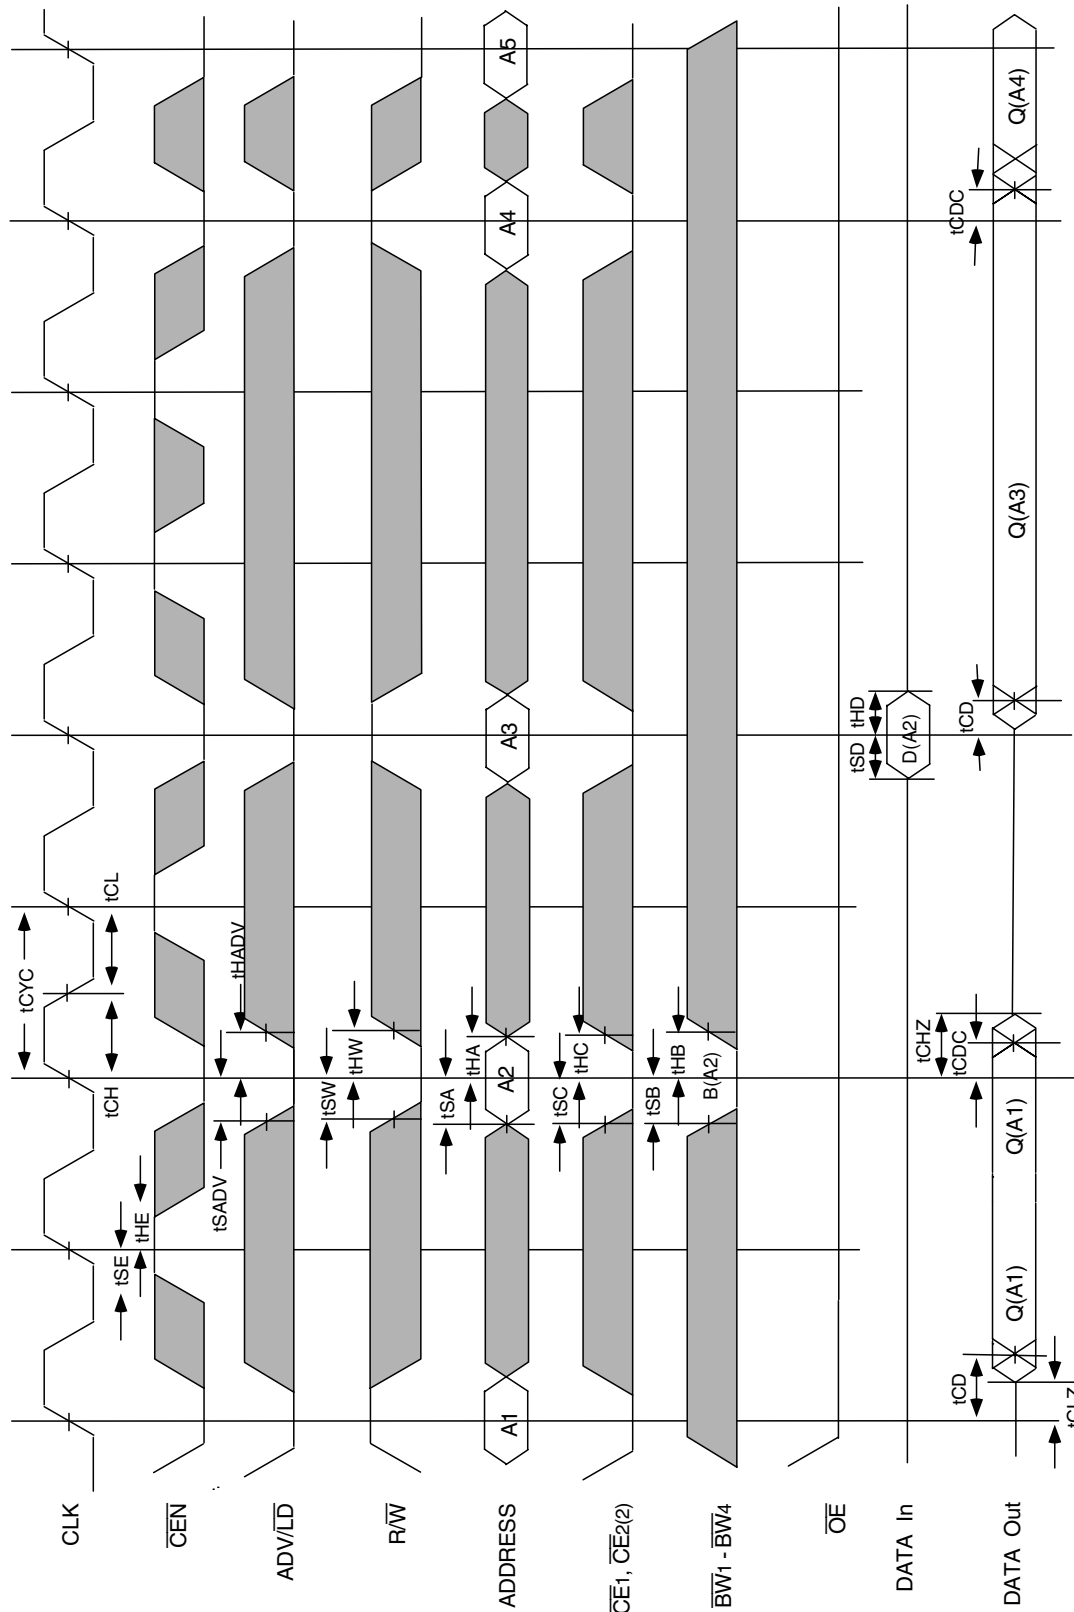 CLK
tCH
tCYC
tCL
CEN
tSE
tHE
ADV/LD
tSADV
tHADV
R/W
tSW
tHW
ADDRESS
A1
tSA
tHA
A2
A3
A4
A5
CE1, CE2(2)
tSC
tHC
BW1 - BW4
tSB
tHB
B(A2)
OE
DATA In
tSD
tHD
D(A2)
DATA Out
tCD
tCLZ
Q(A1)
Q(A1)
tCDC
tCHZ
tCD
Q(A3)
tCDC
Q(A4)